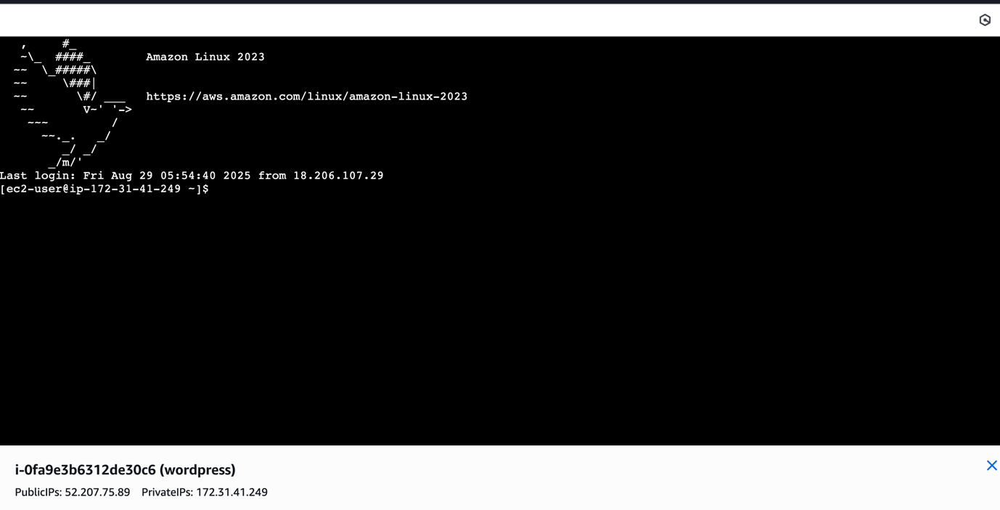 ,     #_
   ~\_  ####_        Amazon Linux 2023
  ~~  \_#####\
  ~~     \###|
  ~~       \#/ ___   https://aws.amazon.com/linux/amazon-linux-2023
   ~~       V~' '->
    ~~~         /
      ~~._.   _/
         _/ _/
       _/m/'
Last login: Fri Aug 29 05:54:40 2025 from 18.206.107.29
[ec2-user@ip-172-31-41-249 ~]$
i-0fa9e3b6312de30c6 (wordpress)
PublicIPs: 52.207.75.89    PrivateIPs: 172.31.41.249